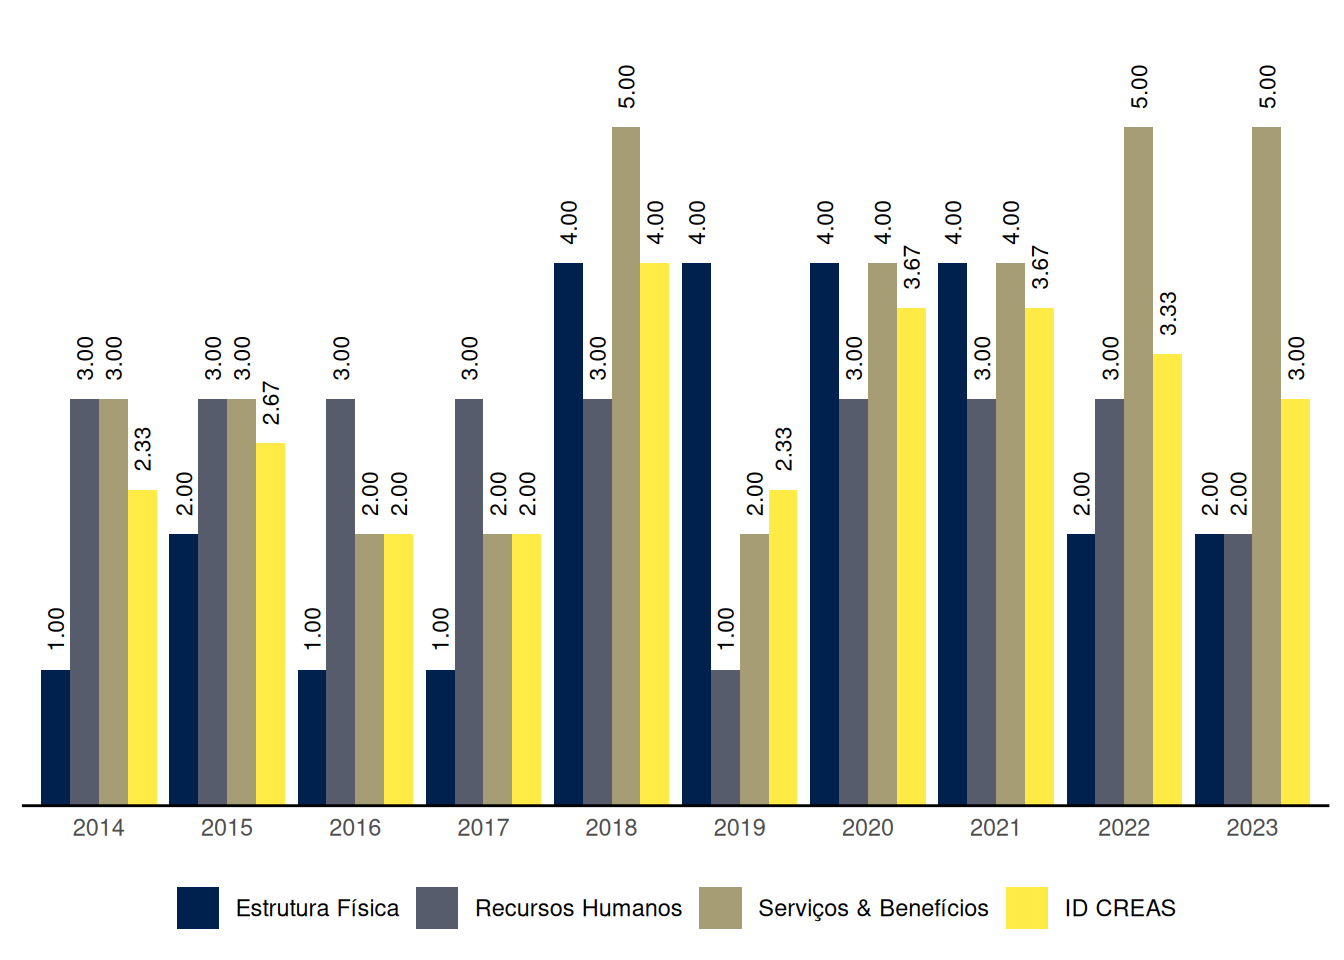 5.00 5.00 5.00
4.00 4.00 4.00 4.00 4.00 4.00 4.00
3.67 3.67
3.33
3.00 3.00 3.00 3.00 3.00 3.00 3.00 3.00 3.00 3.00 3.00
2.67
2.33 2.33
2.00 2.00 2.00 2.00 2.00 2.00 2.00 2.00 2.00
1.00 1.00 1.00 1.00
2014 2015 2016 2017 2018 2019 2020 2021 2022 2023
Estrutura Física Recursos Humanos Serviços & Benefícios ID CREAS